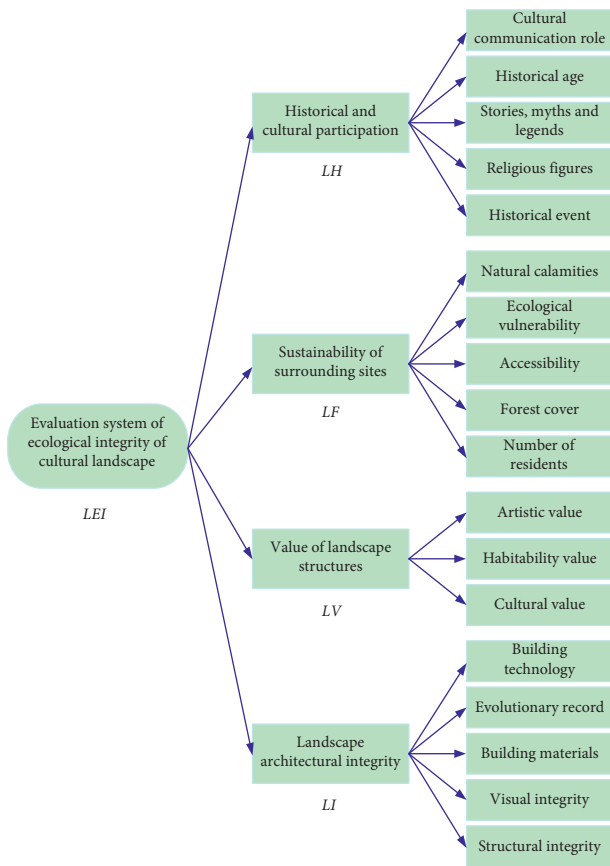 Evaluation system of
ecological integrity of
cultural landscape
LEI
Historical and
cultural participation
LH
Cultural
communication role
Historical age
Stories, myths and
legends
Religious figures
Historical event
Sustainability of
surrounding sites
LF
Natural calamities
Ecological
vulnerability
Accessibility
Forest cover
Number of
residents
Value of landscape
structures
LV
Artistic value
Habitability value
Cultural value
Landscape
architectural integrity
LI
Building
technology
Evolutionary record
Building materials
Visual integrity
Structural integrity